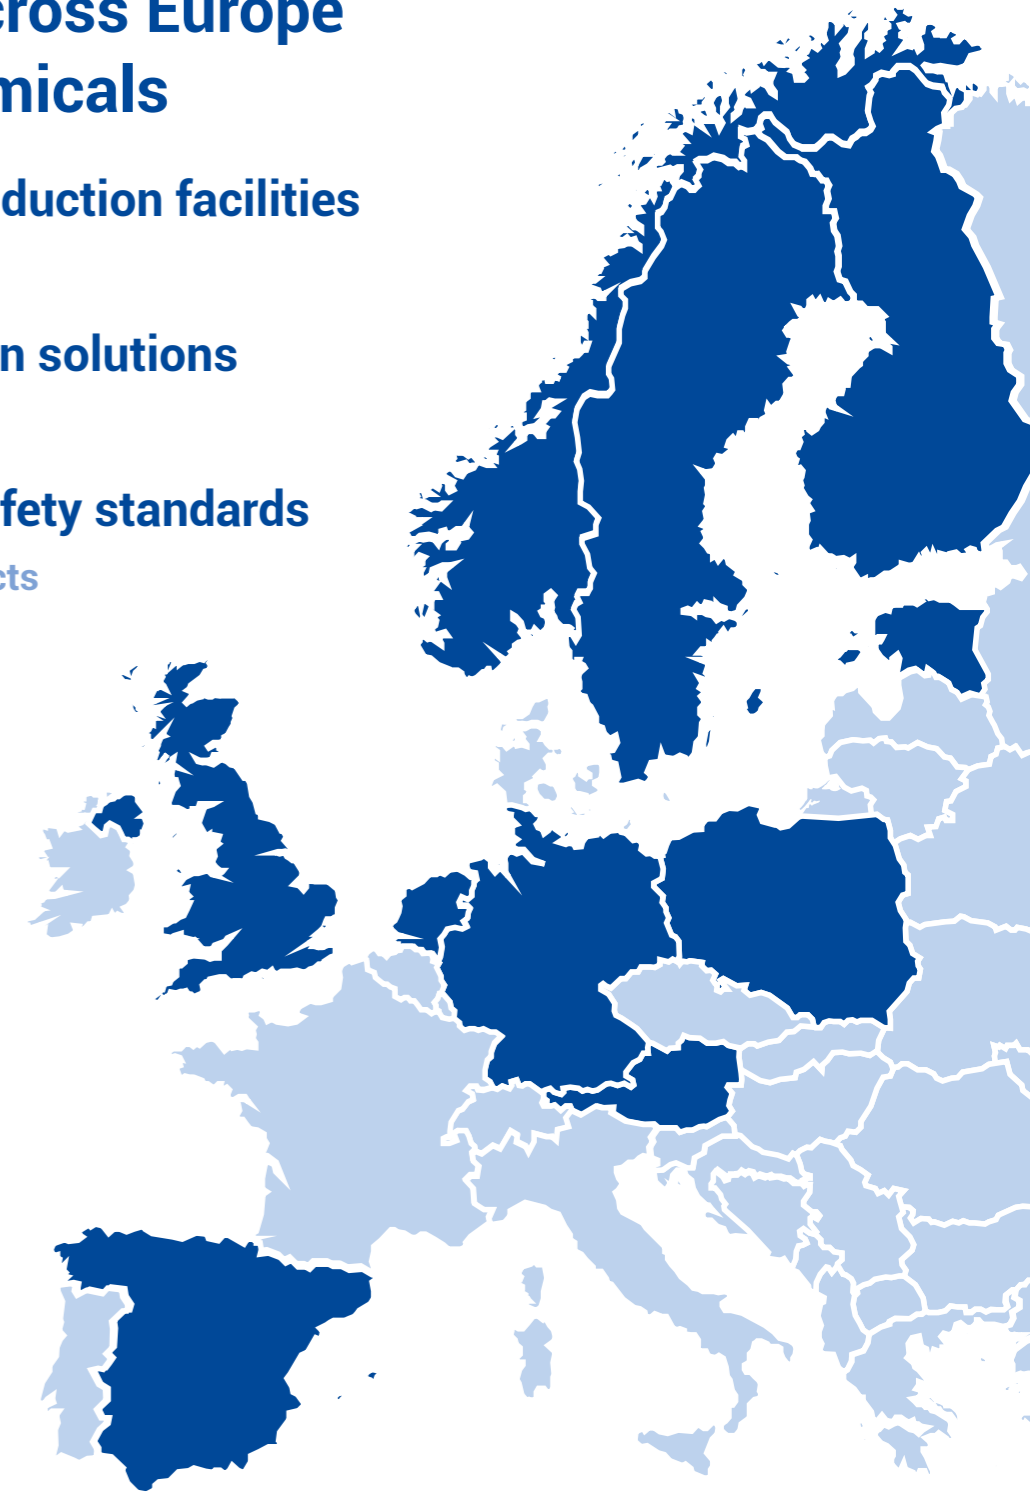 cross Europe
micals
duction facilities
n solutions
fety standards
cts